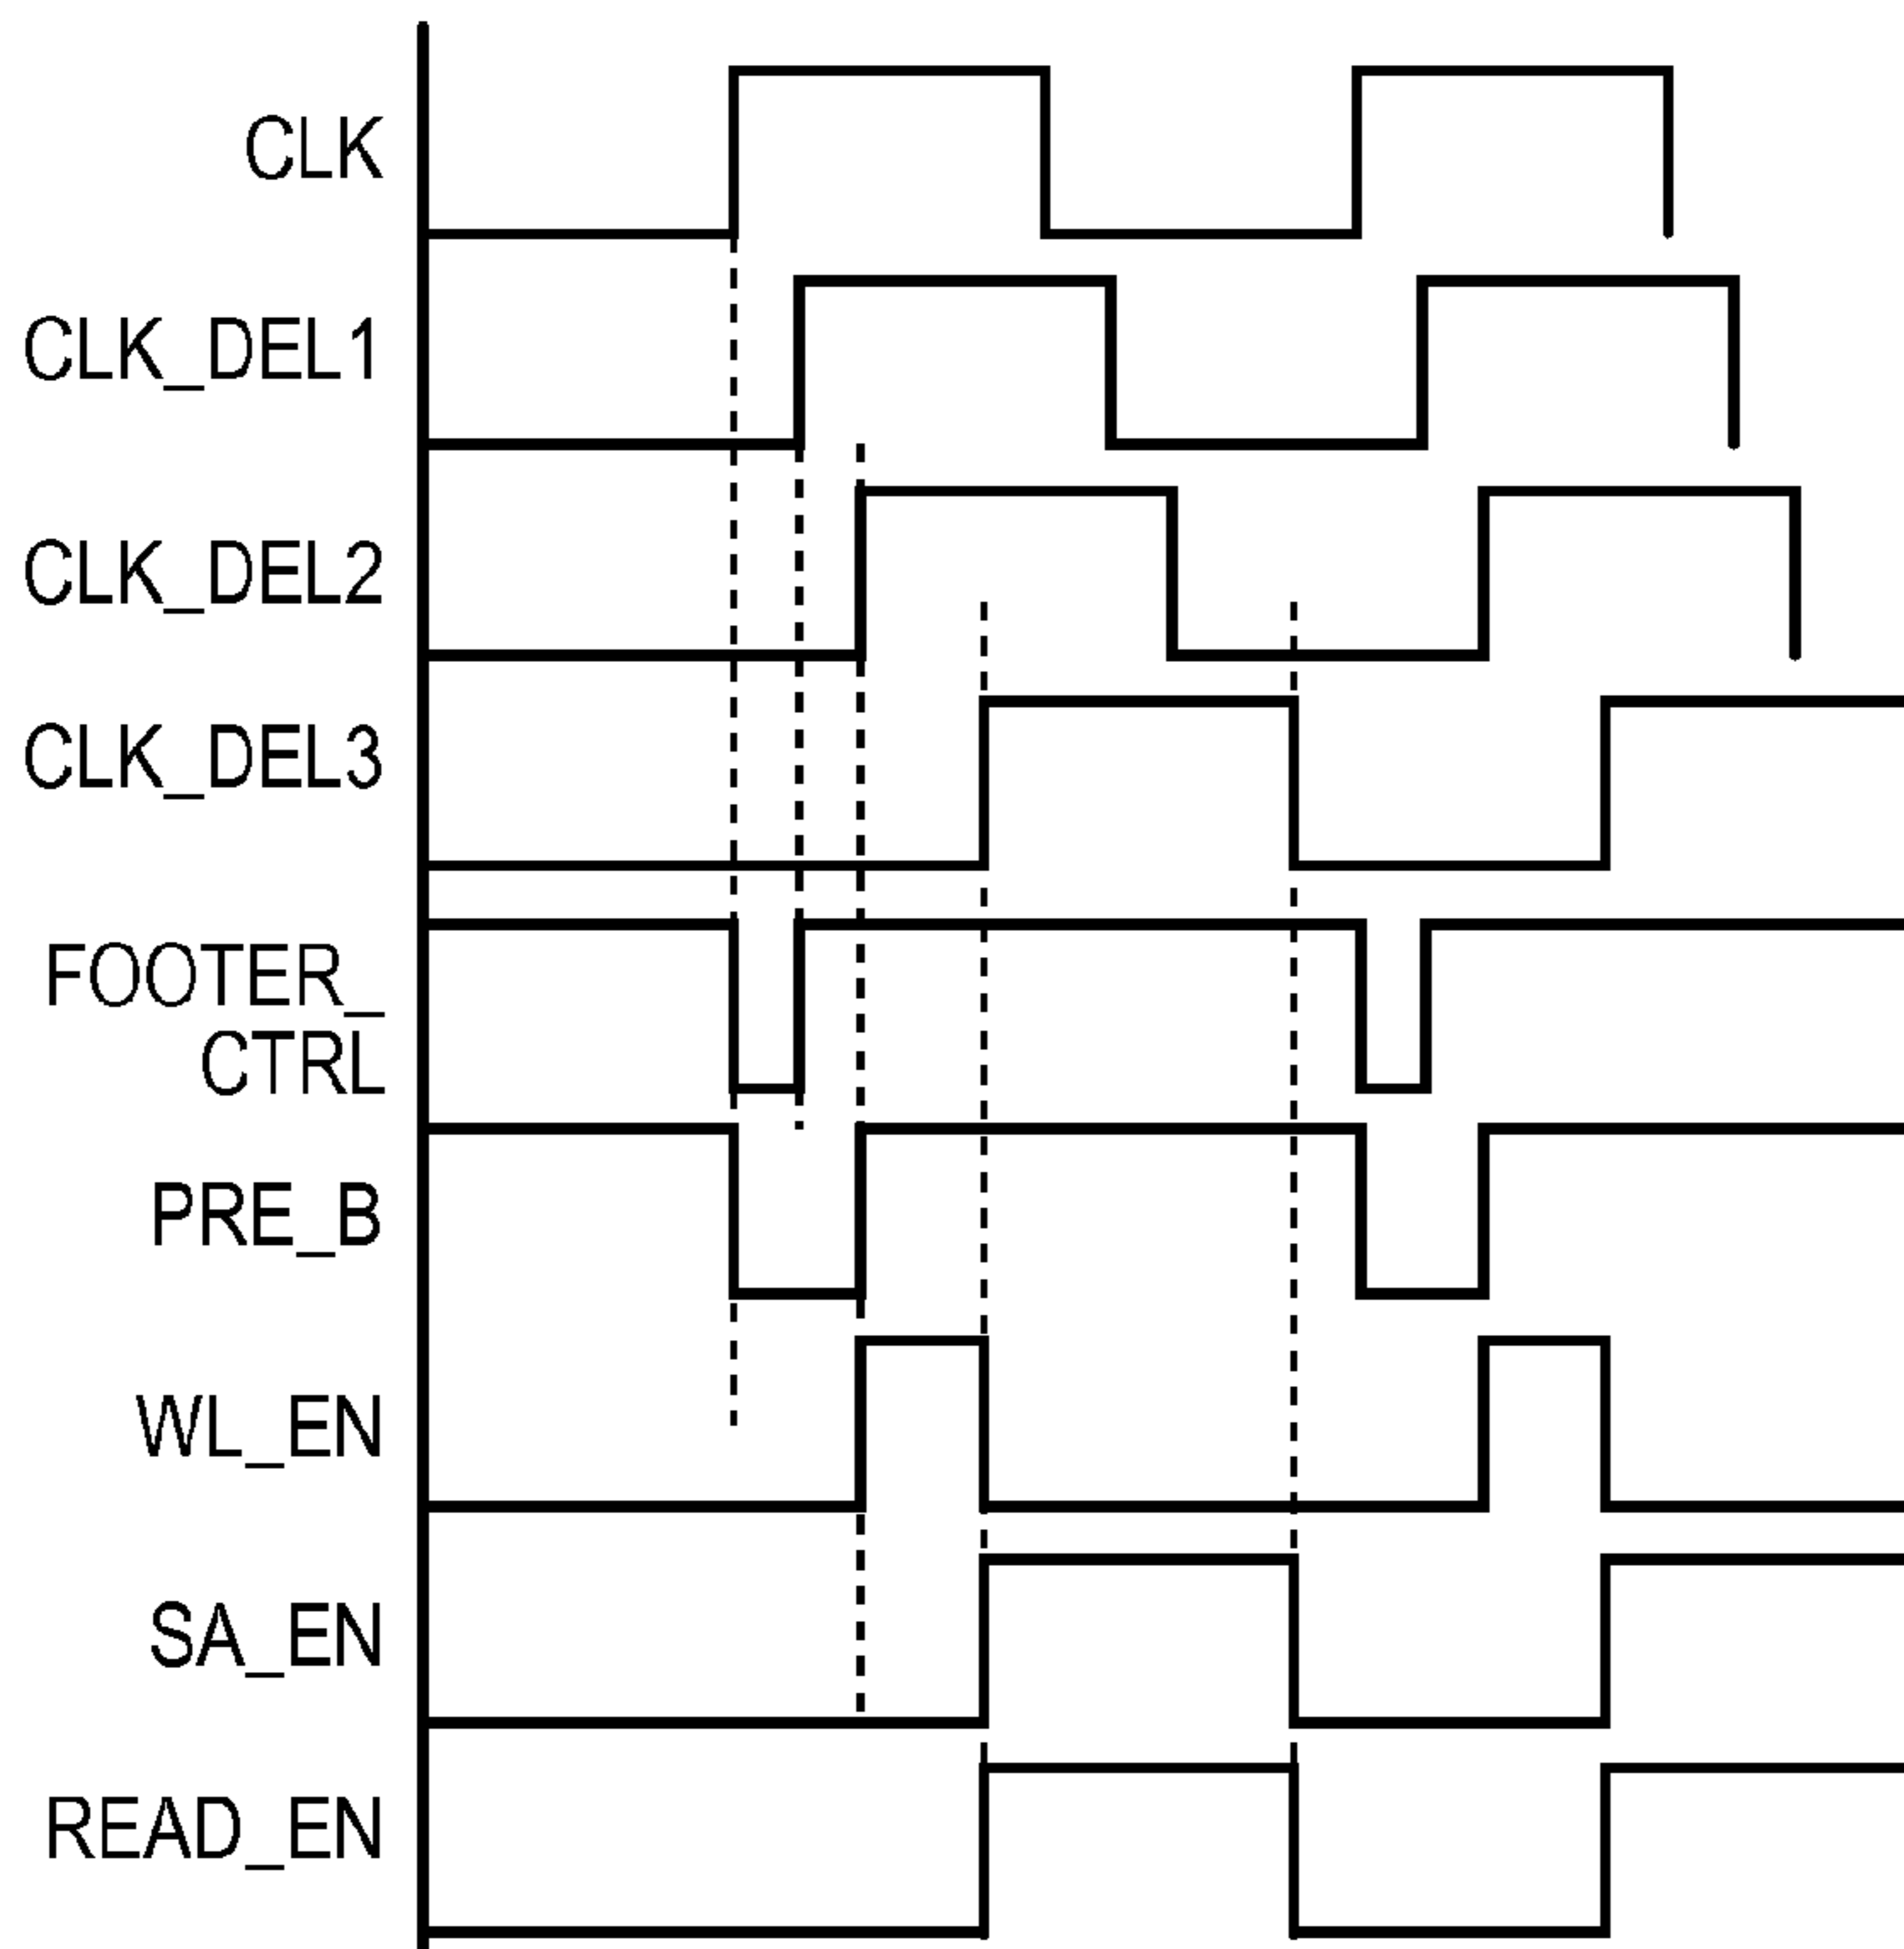 CLK
CLK_DEL1
CLK_DEL2
CLK_DEL3
FOOTER_
CTRL
PRE_B
WL_EN
SA_EN
READ_EN